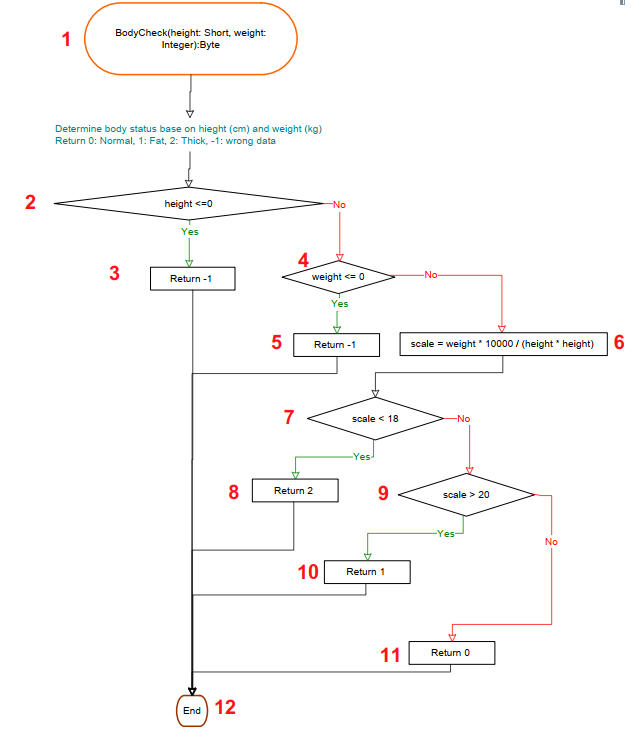 1
BodyCheck(height: Short, weight:
Integer):Byte
Determine body status base on hieght (cm) and weight (kg)
Return 0: Normal, 1: Fat, 2: Thick, -1: wrong data
2
height <=0
No
Yes
3
Return -1
4
weight <= 0
No
Yes
5
Return -1
scale = weight * 10000 / (height * height)
6
7
scale < 18
No
Yes
8
Return 2
9
scale > 20
Yes
No
10
Return 1
11
Return 0
End
12